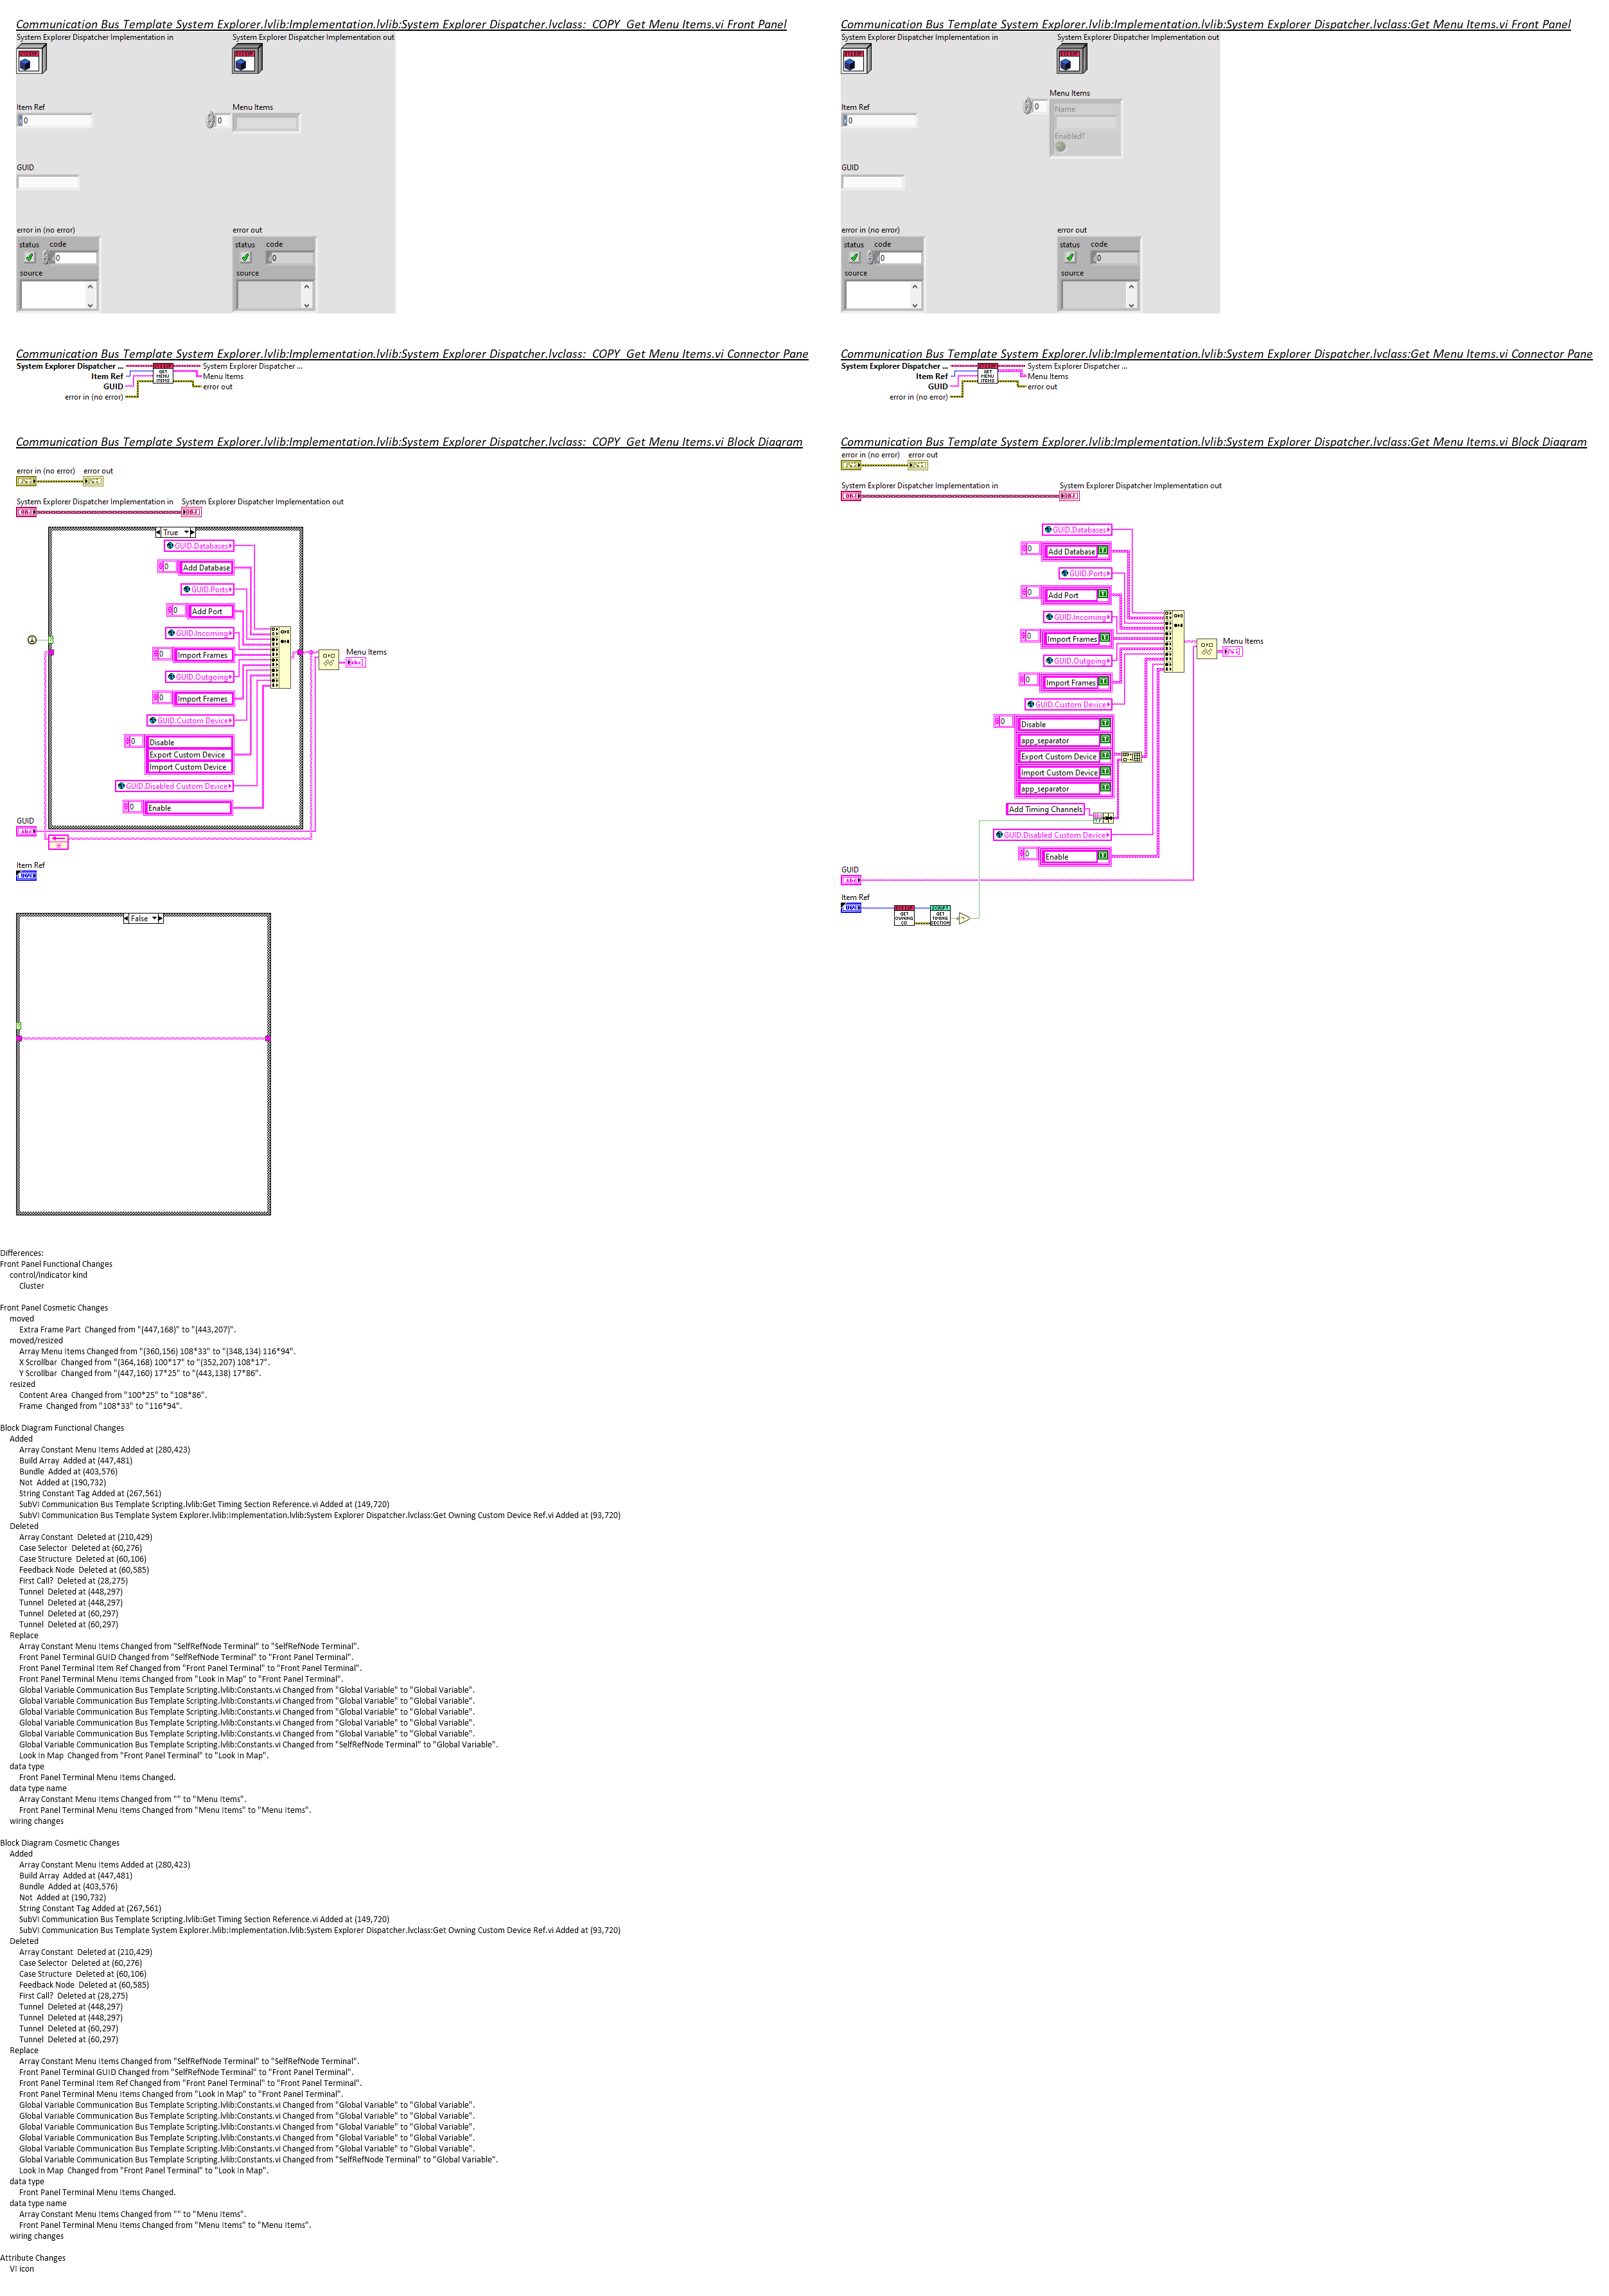 Communication Bus Template System Explorer.lvlib:Implementation.lvlib:System Explorer Dispatcher.lvclass:_COPY_Get Menu Items.vi Front Panel
System Explorer Dispatcher Implementation in
System Explorer Dispatcher Implementation out
Item Ref
0
Menu Items
0
GUID
error in (no error)
status code
0
source
error out
status code
0
source
Communication Bus Template System Explorer.lvlib:Implementation.lvlib:System Explorer Dispatcher.lvclass:Get Menu Items.vi Front Panel
System Explorer Dispatcher Implementation in
System Explorer Dispatcher Implementation out
Item Ref
0
Menu Items
0
Name
Enabled?
GUID
error in (no error)
status code
0
source
error out
status code
0
source
Communication Bus Template System Explorer.lvlib:Implementation.lvlib:System Explorer Dispatcher.lvclass:_COPY_Get Menu Items.vi Connector Pane
System Explorer Dispatcher ...
Item Ref
GUID
error in (no error)
GET MENU ITEMS
System Explorer Dispatcher ...
Menu Items
error out
Communication Bus Template System Explorer.lvlib:Implementation.lvlib:System Explorer Dispatcher.lvclass:Get Menu Items.vi Connector Pane
System Explorer Dispatcher ...
Item Ref
GUID
error in (no error)
GET MENU ITEMS
System Explorer Dispatcher ...
Menu Items
error out
Communication Bus Template System Explorer.lvlib:Implementation.lvlib:System Explorer Dispatcher.lvclass:_COPY_Get Menu Items.vi Block Diagram
error in (no error) error out
System Explorer Dispatcher Implementation in System Explorer Dispatcher Implementation out
OBJ OBJ
True
GUID.Databases
0 Add Database
GUID.Ports
0 Add Port
GUID.Incoming
0 Import Frames
GUID.Outgoing
0 Import Frames
GUID.Custom Device
0 Disable
Export Custom Device
Import Custom Device
GUID.Disabled Custom Device
0 Enable
Menu Items
abc
GUID
abc
Item Ref
False
Communication Bus Template System Explorer.lvlib:Implementation.lvlib:System Explorer Dispatcher.lvclass:Get Menu Items.vi Block Diagram
error in (no error) error out
System Explorer Dispatcher Implementation in System Explorer Dispatcher Implementation out
OBJ OBJ
GUID.Databases
0 Add Database T
GUID.Ports
0 Add Port T
GUID.Incoming
0 Import Frames T
GUID.Outgoing
0 Import Frames T
GUID.Custom Device
0 Disable T
app_separator T
Export Custom Device T
Import Custom Device T
app_separator T
Add Timing Channels
GUID.Disabled Custom Device
0 Enable T
Menu Items
GUID
abc
Item Ref
GET OWNING CD
SCRIPT GET TIMING SECTION
Differences:
Front Panel Functional Changes
control/indicator kind
Cluster
Front Panel Cosmetic Changes
moved
Extra Frame Part Changed from "(447,168)" to "(443,207)".
moved/resized
Array Menu Items Changed from "(360,156) 108*33" to "(348,134) 116*94".
X Scrollbar Changed from "(364,168) 100*17" to "(352,207) 108*17".
Y Scrollbar Changed from "(447,160) 17*25" to "(443,138) 17*86".
resized
Content Area Changed from "100*25" to "108*86".
Frame Changed from "108*33" to "116*94".
Block Diagram Functional Changes
Added
Array Constant Menu Items Added at (280,423)
Build Array Added at (447,481)
Bundle Added at (403,576)
Not Added at (190,732)
String Constant Tag Added at (267,561)
SubVI Communication Bus Template Scripting.lvlib:Get Timing Section Reference.vi Added at (149,720)
SubVI Communication Bus Template System Explorer.lvlib:Implementation.lvlib:System Explorer Dispatcher.lvclass:Get Owning Custom Device Ref.vi Added at (93,720)
Deleted
Array Constant Deleted at (210,429)
Case Selector Deleted at (60,276)
Case Structure Deleted at (60,106)
Feedback Node Deleted at (60,585)
First Call? Deleted at (28,275)
Tunnel Deleted at (448,297)
Tunnel Deleted at (448,297)
Tunnel Deleted at (60,297)
Tunnel Deleted at (60,297)
Replace
Array Constant Menu Items Changed from "SelfRefNode Terminal" to "SelfRefNode Terminal".
Front Panel Terminal GUID Changed from "SelfRefNode Terminal" to "Front Panel Terminal".
Front Panel Terminal Item Ref Changed from "Front Panel Terminal" to "Front Panel Terminal".
Front Panel Terminal Menu Items Changed from "Look In Map" to "Front Panel Terminal".
Global Variable Communication Bus Template Scripting.lvlib:Constants.vi Changed from "Global Variable" to "Global Variable".
Global Variable Communication Bus Template Scripting.lvlib:Constants.vi Changed from "Global Variable" to "Global Variable".
Global Variable Communication Bus Template Scripting.lvlib:Constants.vi Changed from "Global Variable" to "Global Variable".
Global Variable Communication Bus Template Scripting.lvlib:Constants.vi Changed from "Global Variable" to "Global Variable".
Global Variable Communication Bus Template Scripting.lvlib:Constants.vi Changed from "Global Variable" to "Global Variable".
Global Variable Communication Bus Template Scripting.lvlib:Constants.vi Changed from "SelfRefNode Terminal" to "Global Variable".
Look In Map Changed from "Front Panel Terminal" to "Look In Map".
data type
Front Panel Terminal Menu Items Changed.
data type name
Array Constant Menu Items Changed from "" to "Menu Items".
Front Panel Terminal Menu Items Changed from "Menu Items" to "Menu Items".
wiring changes
Block Diagram Cosmetic Changes
Added
Array Constant Menu Items Added at (280,423)
Build Array Added at (447,481)
Bundle Added at (403,576)
Not Added at (190,732)
String Constant Tag Added at (267,561)
SubVI Communication Bus Template Scripting.lvlib:Get Timing Section Reference.vi Added at (149,720)
SubVI Communication Bus Template System Explorer.lvlib:Implementation.lvlib:System Explorer Dispatcher.lvclass:Get Owning Custom Device Ref.vi Added at (93,720)
Deleted
Array Constant Deleted at (210,429)
Case Selector Deleted at (60,276)
Case Structure Deleted at (60,106)
Feedback Node Deleted at (60,585)
First Call? Deleted at (28,275)
Tunnel Deleted at (448,297)
Tunnel Deleted at (448,297)
Tunnel Deleted at (60,297)
Tunnel Deleted at (60,297)
Replace
Array Constant Menu Items Changed from "SelfRefNode Terminal" to "SelfRefNode Terminal".
Front Panel Terminal GUID Changed from "SelfRefNode Terminal" to "Front Panel Terminal".
Front Panel Terminal Item Ref Changed from "Front Panel Terminal" to "Front Panel Terminal".
Front Panel Terminal Menu Items Changed from "Look In Map" to "Front Panel Terminal".
Global Variable Communication Bus Template Scripting.lvlib:Constants.vi Changed from "Global Variable" to "Global Variable".
Global Variable Communication Bus Template Scripting.lvlib:Constants.vi Changed from "Global Variable" to "Global Variable".
Global Variable Communication Bus Template Scripting.lvlib:Constants.vi Changed from "Global Variable" to "Global Variable".
Global Variable Communication Bus Template Scripting.lvlib:Constants.vi Changed from "Global Variable" to "Global Variable".
Global Variable Communication Bus Template Scripting.lvlib:Constants.vi Changed from "Global Variable" to "Global Variable".
Global Variable Communication Bus Template Scripting.lvlib:Constants.vi Changed from "SelfRefNode Terminal" to "Global Variable".
Look In Map Changed from "Front Panel Terminal" to "Look In Map".
data type
Front Panel Terminal Menu Items Changed.
data type name
Array Constant Menu Items Changed from "" to "Menu Items".
Front Panel Terminal Menu Items Changed from "Menu Items" to "Menu Items".
wiring changes
Attribute Changes
VI icon